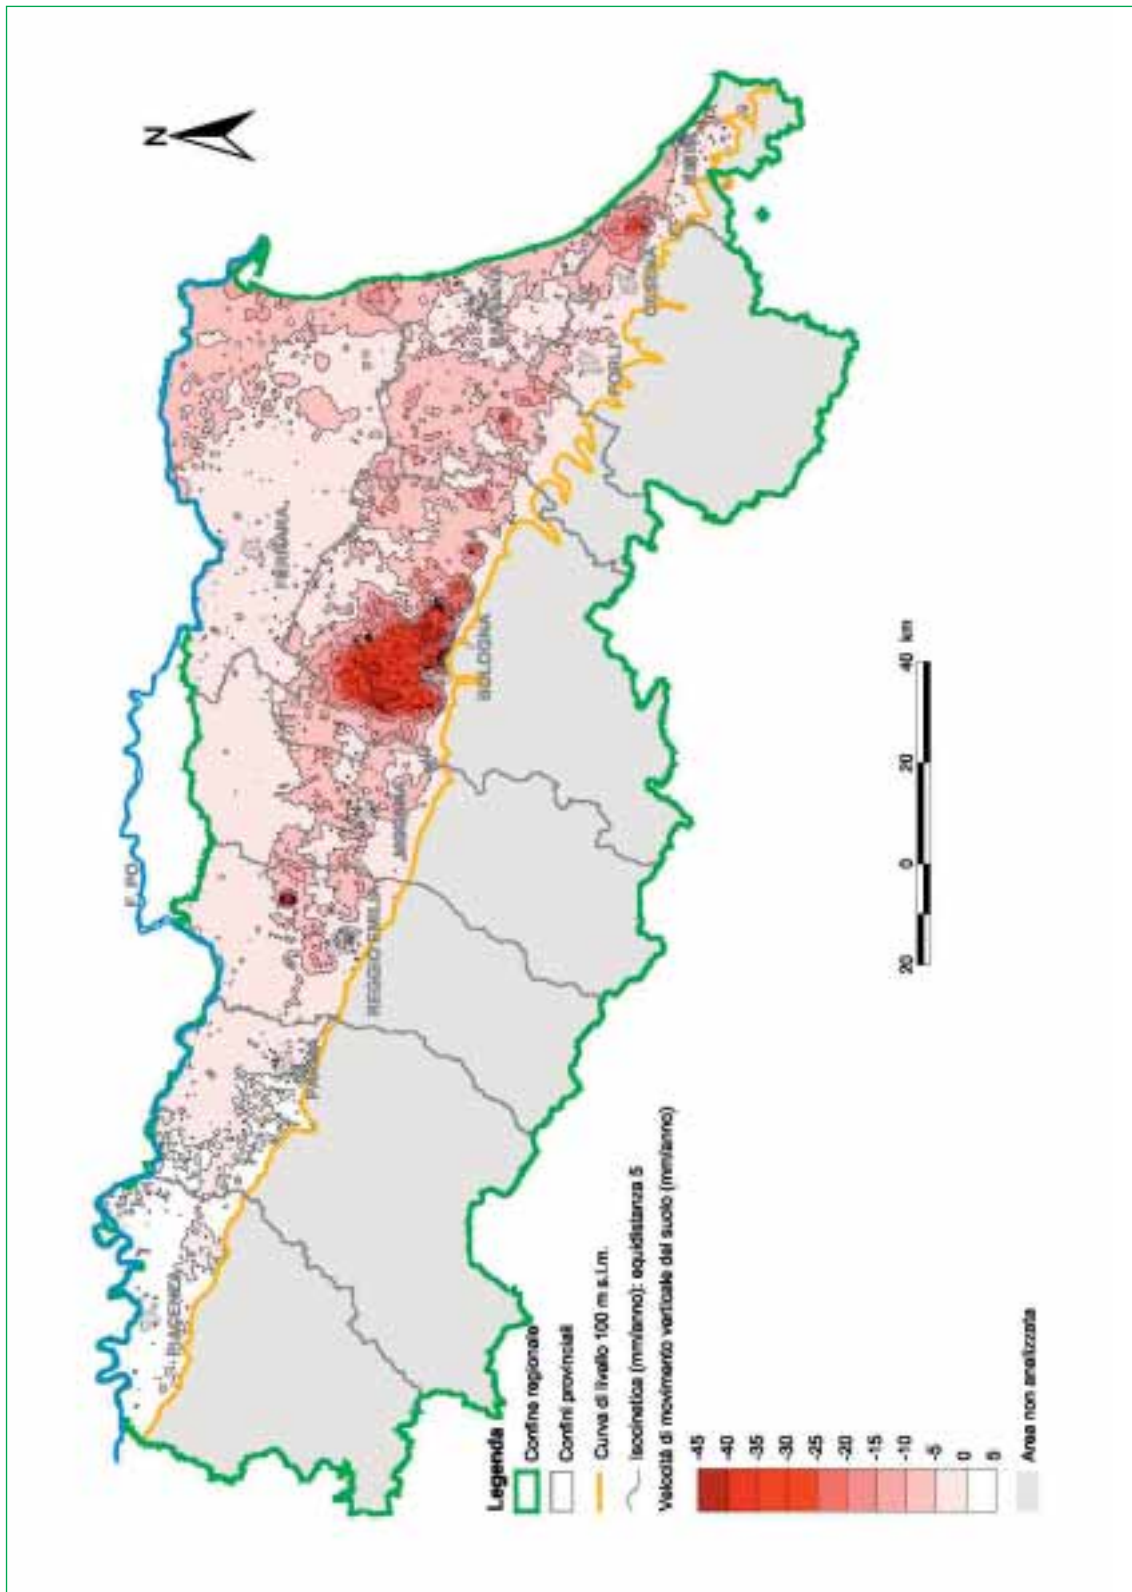 N
F. PO
PIACENZA
PARMA
REGGIO EMILIA
MODENA
BOLOGNA
FERRARA
RAVENNA
FORLI'
CESENA
RIMINI
20 0 20 40 km
Legenda
Confine regionale
Confini provinciali
Curva di livello 100 m s.l.m.
Isocinetica (mm/anno): equidistanza 5
Velocità di movimento verticale del suolo (mm/anno)
-45
-40
-35
-30
-25
-20
-15
-10
-5
0
5
Area non analizzata